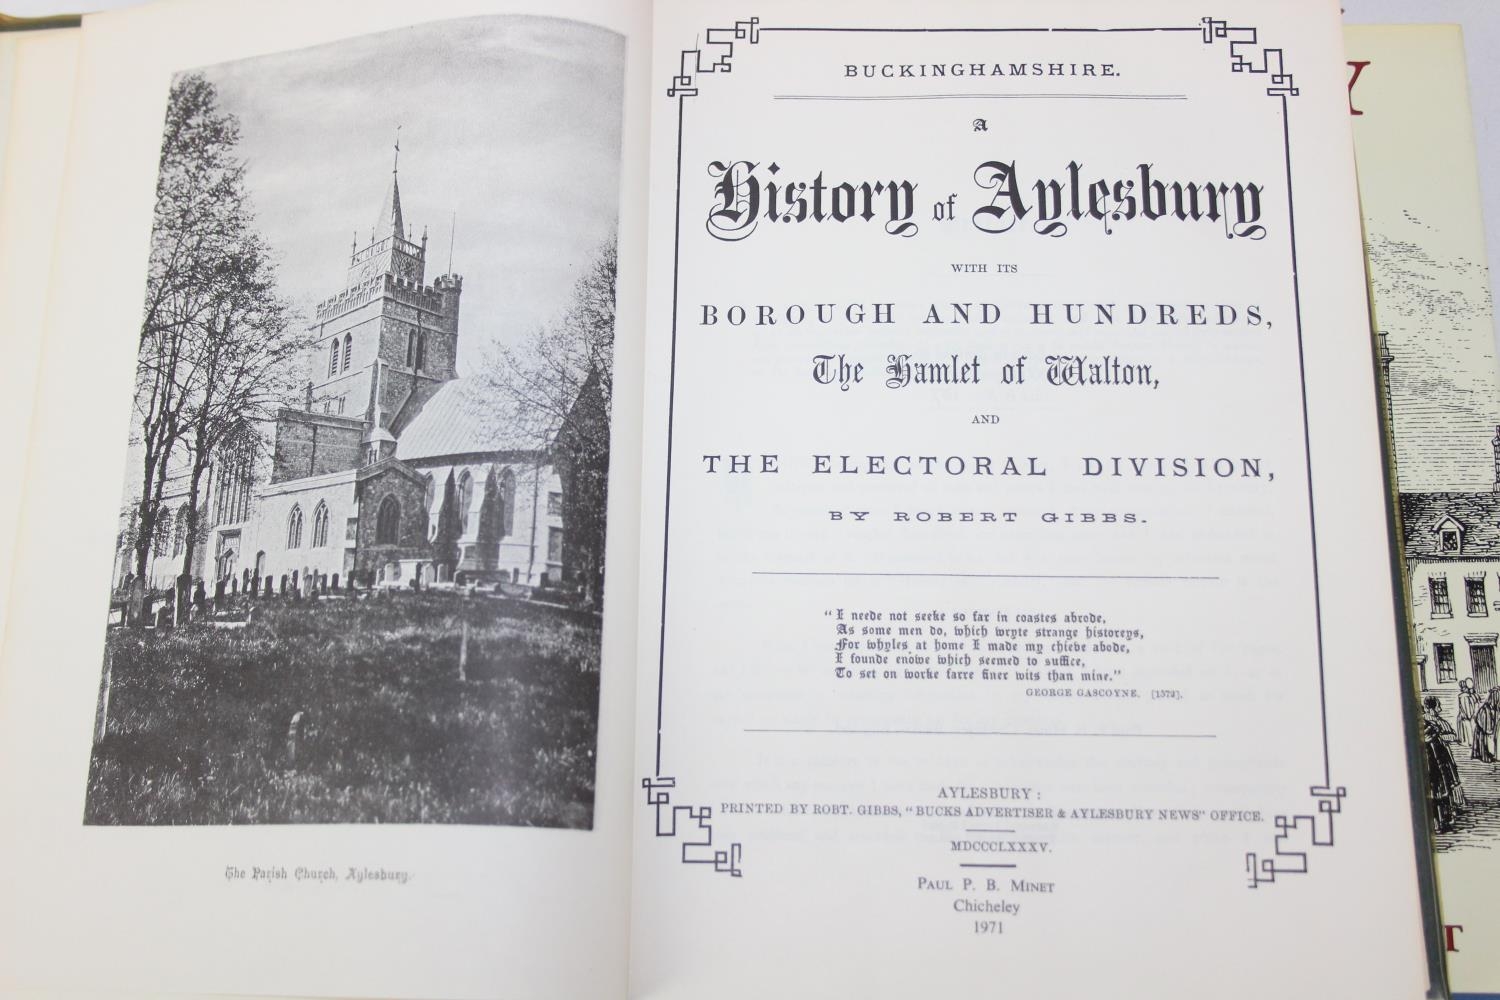 The Parish Church, Aylesbury.
BUCKINGHAMSHIRE.
A
History of Aylesbury
WITH ITS
BOROUGH AND HUNDREDS,
The Hamlet of Walton,
AND
THE ELECTORAL DIVISION,
BY ROBERT GIBBS.
"I neede not seeke so far in coastes abrode,
As some men do, which wryte strange historeys,
For whyles at home I made my chiebe abode,
I founde enowe which seemed to suffice,
To set on worke farre finer wits than mine."
GEORGE GASCOYNE. [1572].
AYLESBURY:
PRINTED BY ROBT. GIBBS, "BUCKS ADVERTISER & AYLESBURY NEWS" OFFICE.
MDCCCLXXXV.
PAUL P. B. MINET
Chicheley
1971
Y
T